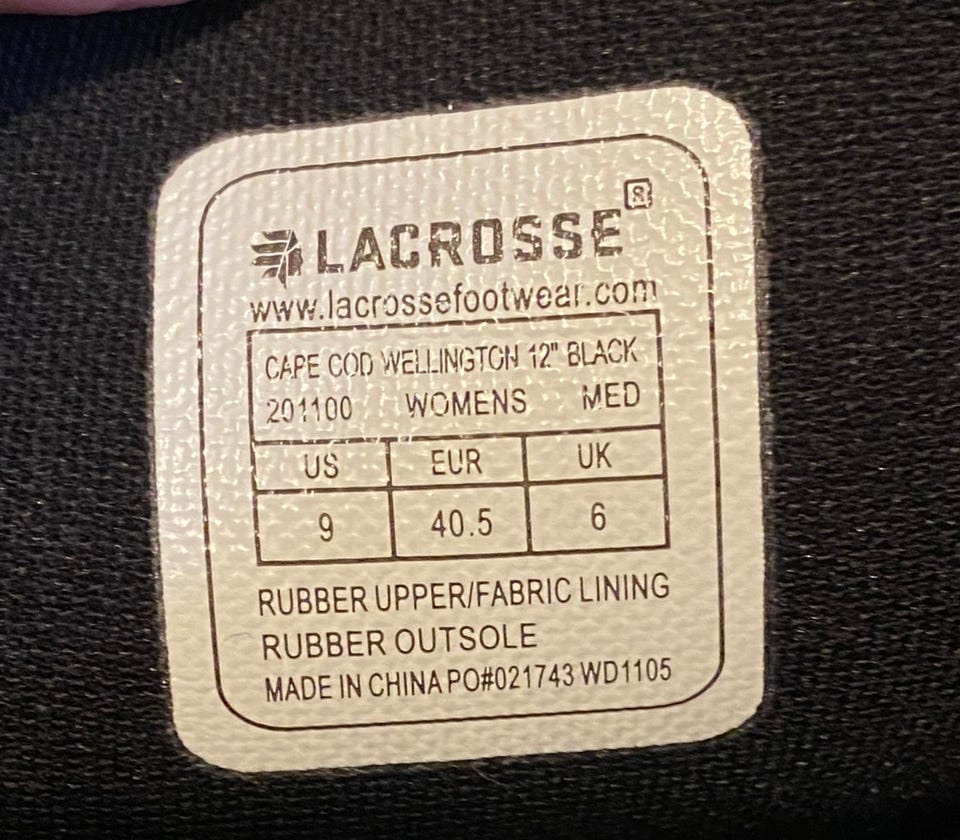 LACROSSE ®
www.lacrossefootwear.com
CAPE COD WELLINGTON 12" BLACK
201100 WOMENS MED
US EUR UK
9 40.5 6
RUBBER UPPER/FABRIC LINING
RUBBER OUTSOLE
MADE IN CHINA PO#021743 WD1105